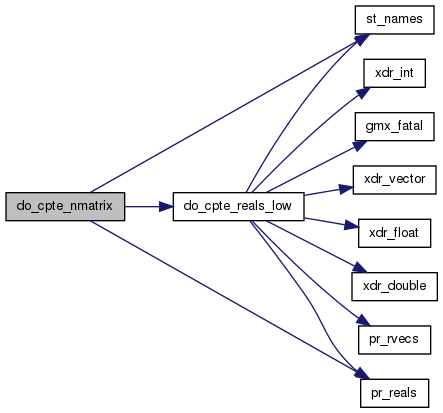 st_names
xdr_int
gmx_fatal
xdr_vector
do_cpte_nmatrix
do_cpte_reals_low
xdr_float
xdr_double
pr_rvecs
pr_reals